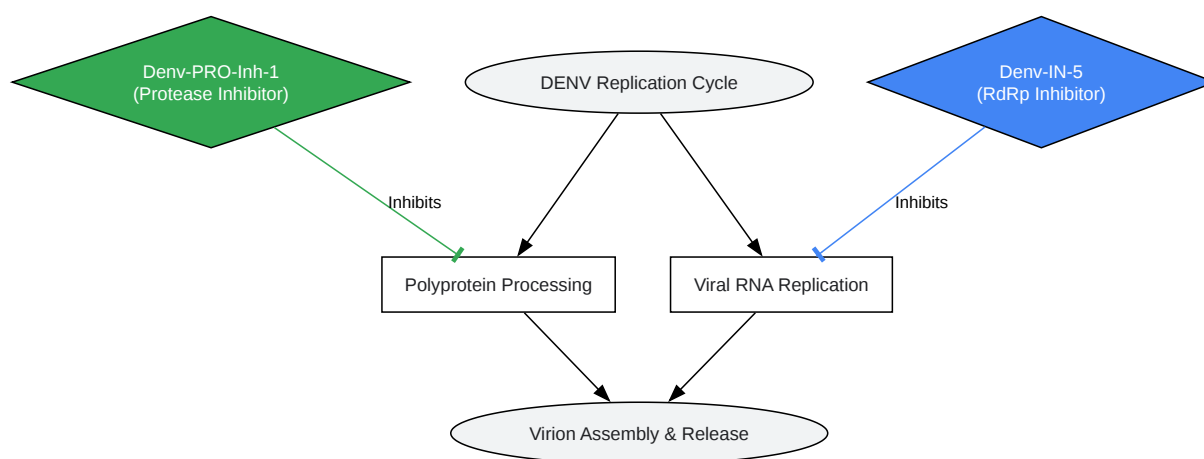 Denv-PRO-Inh-1
(Protease Inhibitor)
DENV Replication Cycle
Denv-IN-5
(RdRp Inhibitor)
Inhibits
Inhibits
Polyprotein Processing
Viral RNA Replication
Virion Assembly & Release